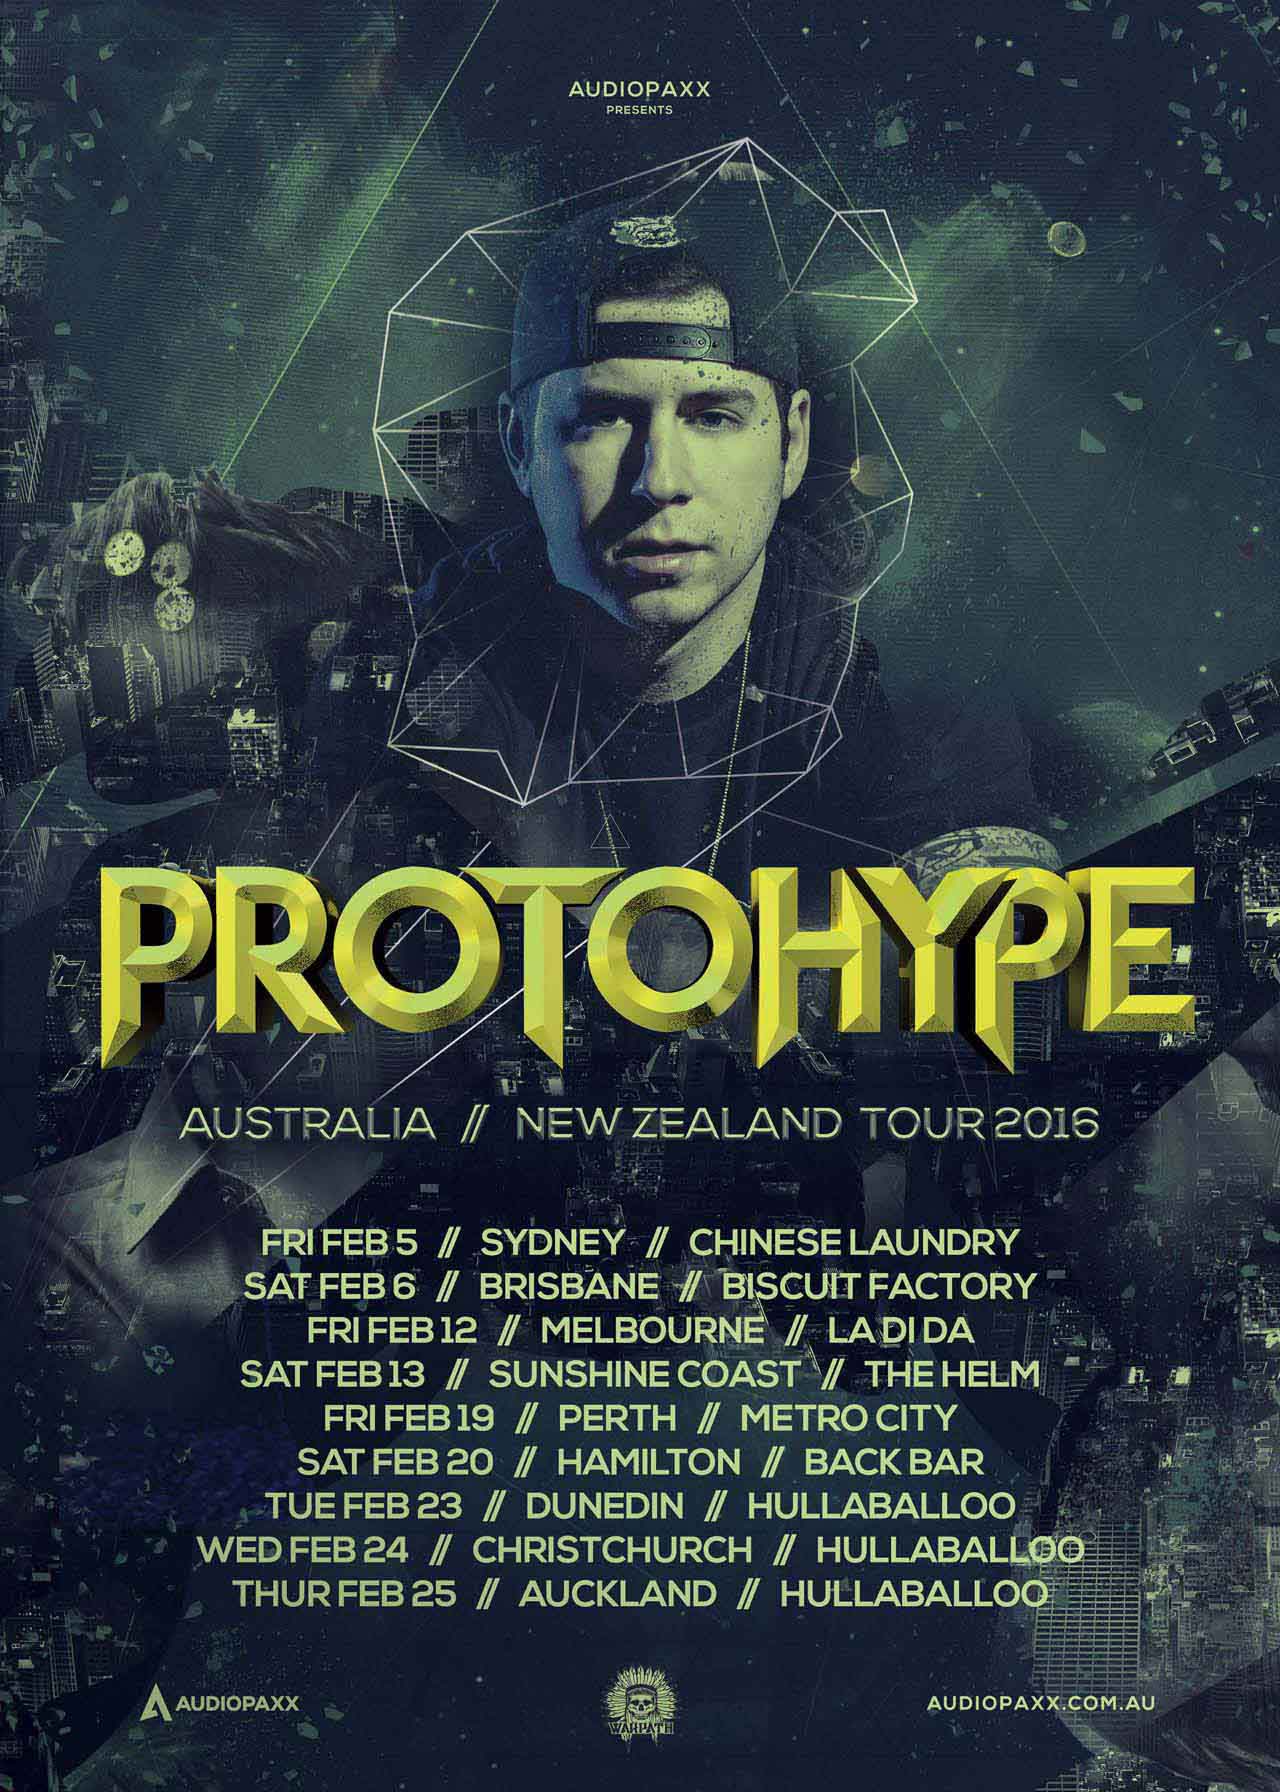 AUDIOPAXX
PRESENTS
PROTOHYPE
AUSTRALIA // NEW ZEALAND TOUR 2016
FRI FEB 5 // SYDNEY // CHINESE LAUNDRY
SAT FEB 6 // BRISBANE // BISCUIT FACTORY
FRI FEB 12 // MELBOURNE // LA DI DA
SAT FEB 13 // SUNSHINE COAST // THE HELM
FRI FEB 19 // PERTH // METRO CITY
SAT FEB 20 // HAMILTON // BACK BAR
TUE FEB 23 // DUNEDIN // HULLABALLOO
WED FEB 24 // CHRISTCHURCH // HULLABALLOO
THUR FEB 25 // AUCKLAND // HULLABALLOO
AUDIOPAXX
WARPATH
AUDIOPAXX.COM.AU